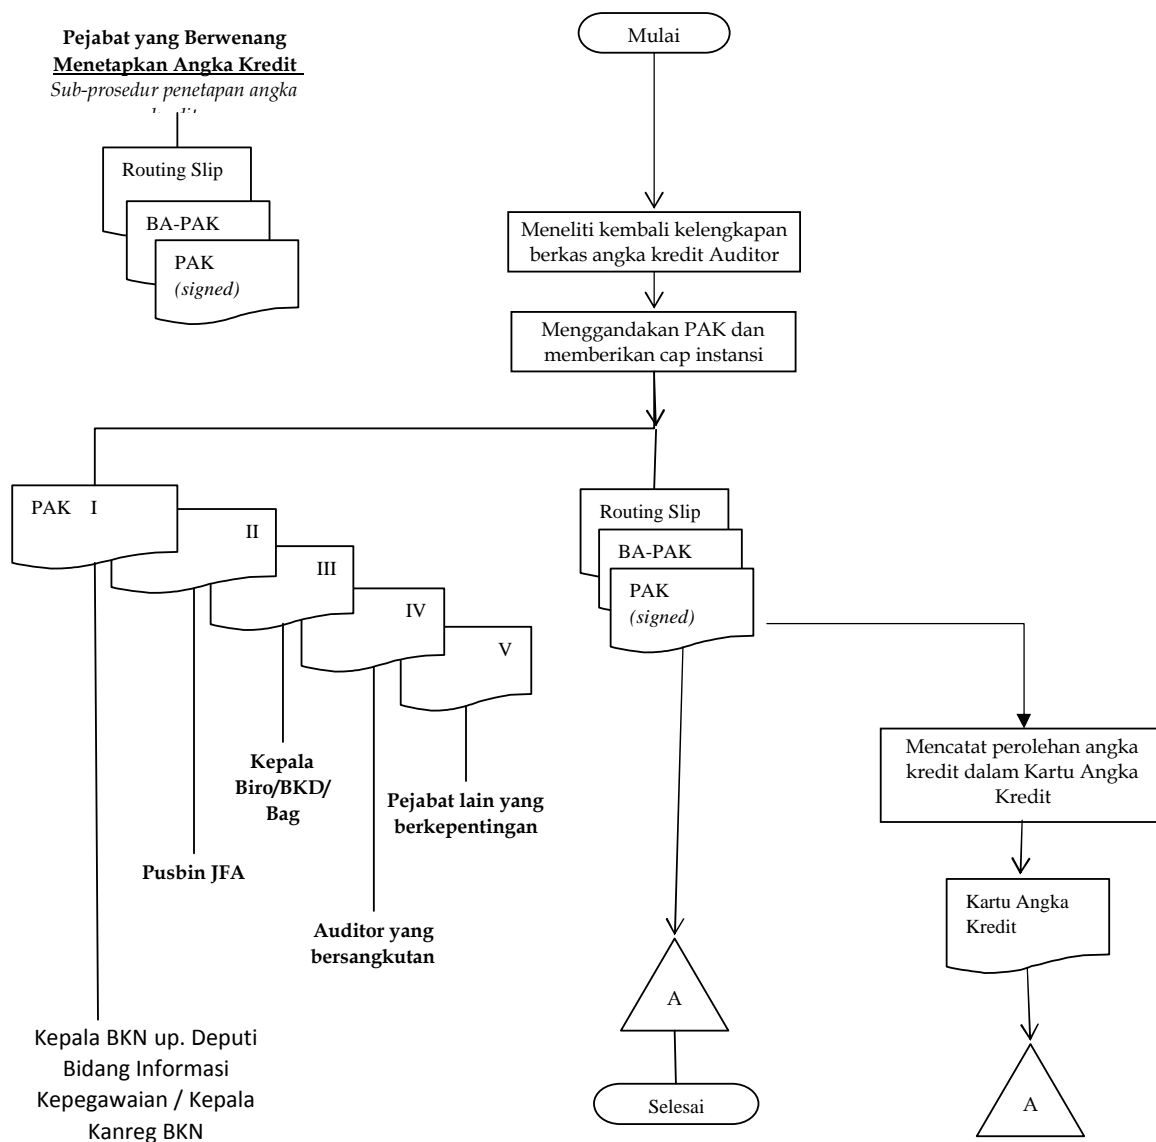 Pejabat yang Berwenang
Menetapkan Angka Kredit
Sub-prosedur penetapan angka
Routing Slip
BA-PAK
PAK
(signed)
Mulai
Meneliti kembali kelengkapan
berkas angka kredit Auditor
Menggandakan PAK dan
memberikan cap instansi
PAK I
II
III
IV
V
Kepala
Biro/BKD/
Bag
Pejabat lain yang
berkepentingan
Pusbin JFA
Auditor yang
bersangkutan
Kepala BKN up. Deputi
Bidang Informasi
Kepegawaian / Kepala
Kanreg BKN
Routing Slip
BA-PAK
PAK
(signed)
A
Selesai
Mencatat perolehan angka
kredit dalam Kartu Angka
Kredit
Kartu Angka
Kredit
A